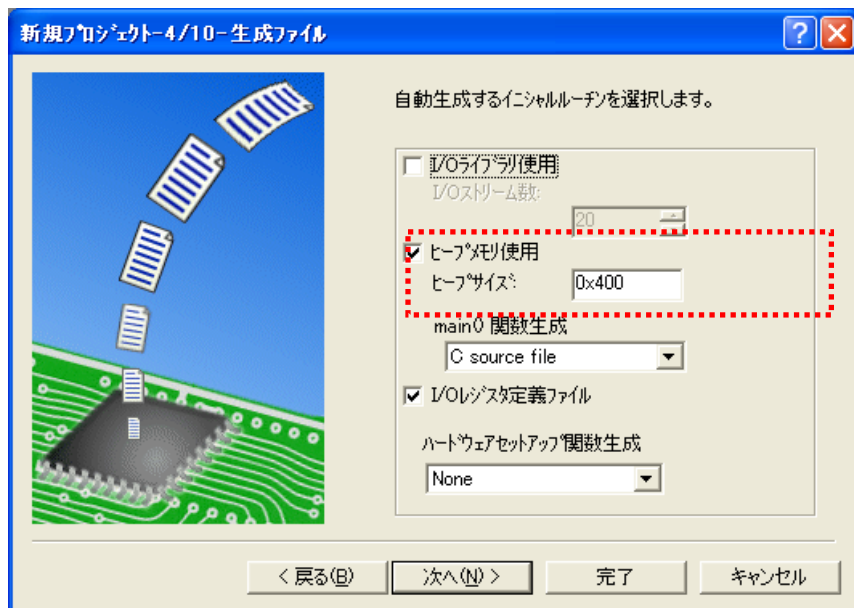 新規プロジェクト-4/10-生成ファイル
自動生成するイニシャルルーチンを選択します。
I/Oライブラリ使用
I/Oストリーム数:
20
ヒープメモリ使用
ヒープサイズ:
0x400
main() 関数生成
C source file
I/Oレジスタ定義ファイル
ハードウェアセットアップ関数生成
None
< 戻る(B)
次へ(N) >
完了
キャンセル